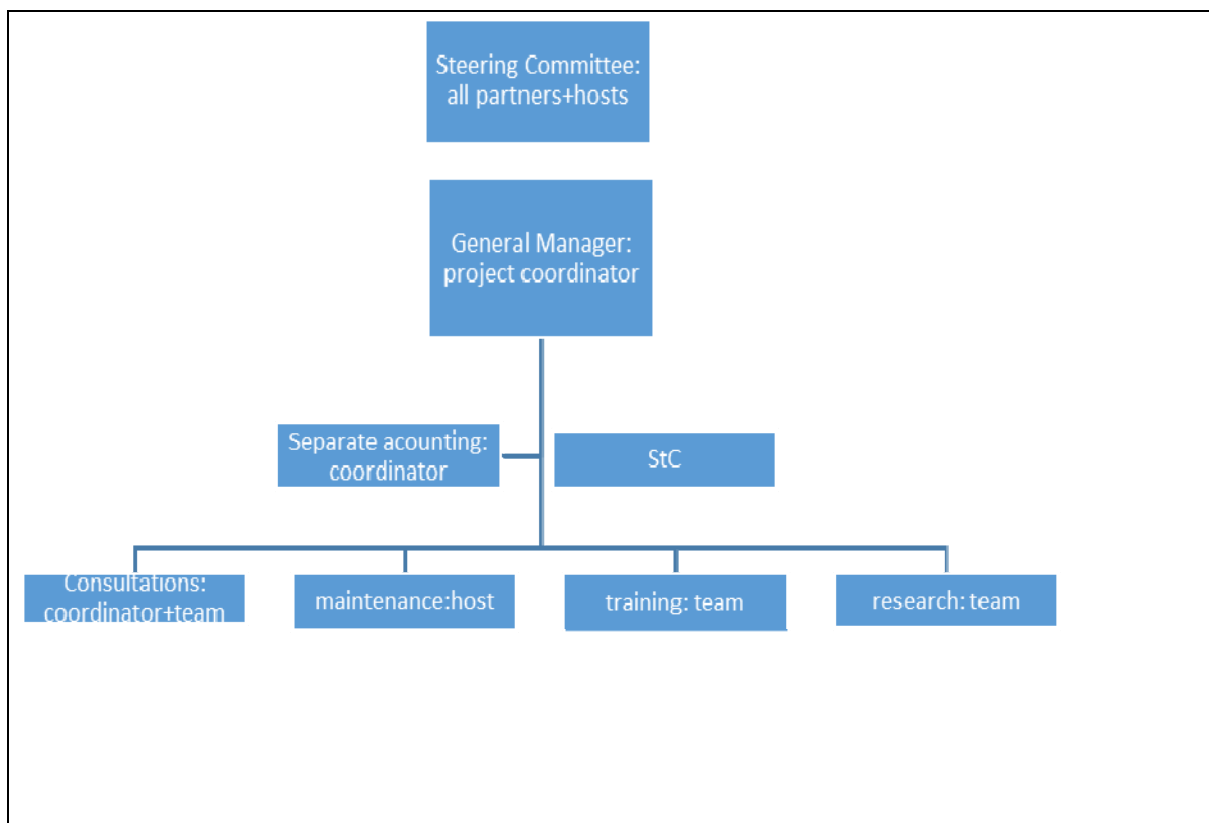 Steering Committee:
all partners+hosts
General Manager:
project coordinator
Separate acounting:
coordinator
StC
Consultations:
coordinator+team
maintenance:host
training: team
research: team